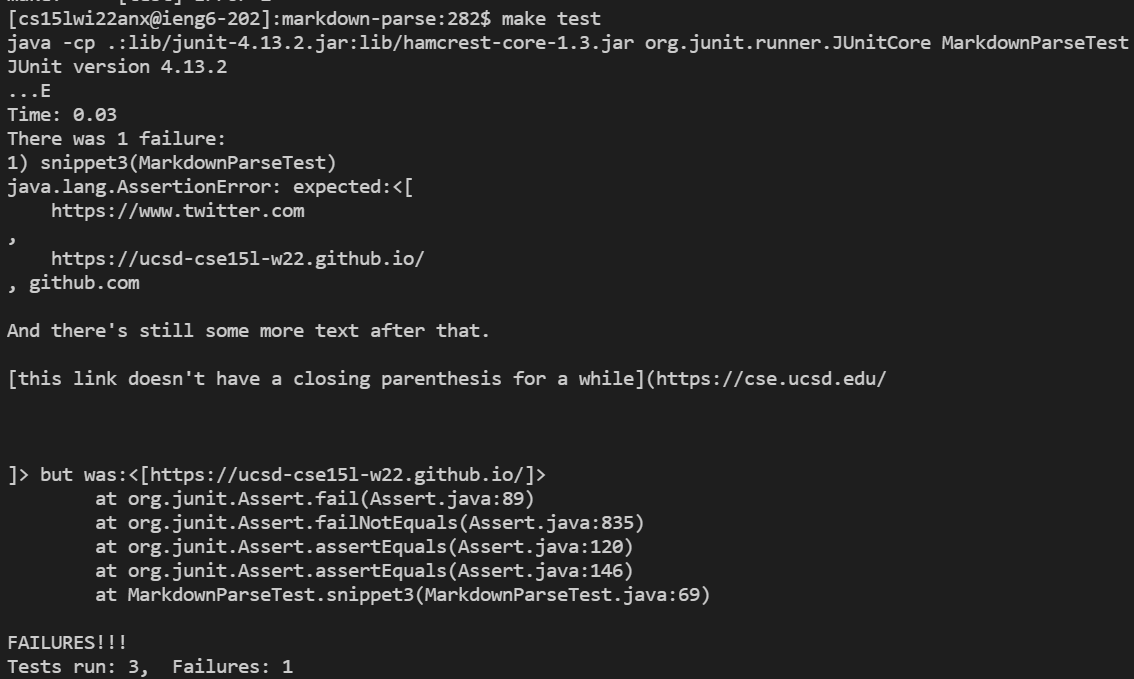 [cs15lwi22anx@ieng6-202]:markdown-parse:282$ make test
java -cp .:lib/junit-4.13.2.jar:lib/hamcrest-core-1.3.jar org.junit.runner.JUnitCore MarkdownParseTest
JUnit version 4.13.2
...E
Time: 0.03
There was 1 failure:
1) snippet3(MarkdownParseTest)
java.lang.AssertionError: expected:<[
    https://www.twitter.com
,
    https://ucsd-cse15l-w22.github.io/
, github.com

And there's still some more text after that.

[this link doesn't have a closing parenthesis for a while](https://cse.ucsd.edu/



]> but was:<[https://ucsd-cse15l-w22.github.io/]>
        at org.junit.Assert.fail(Assert.java:89)
        at org.junit.Assert.failNotEquals(Assert.java:835)
        at org.junit.Assert.assertEquals(Assert.java:120)
        at org.junit.Assert.assertEquals(Assert.java:146)
        at MarkdownParseTest.snippet3(MarkdownParseTest.java:69)

FAILURES!!!
Tests run: 3,  Failures: 1